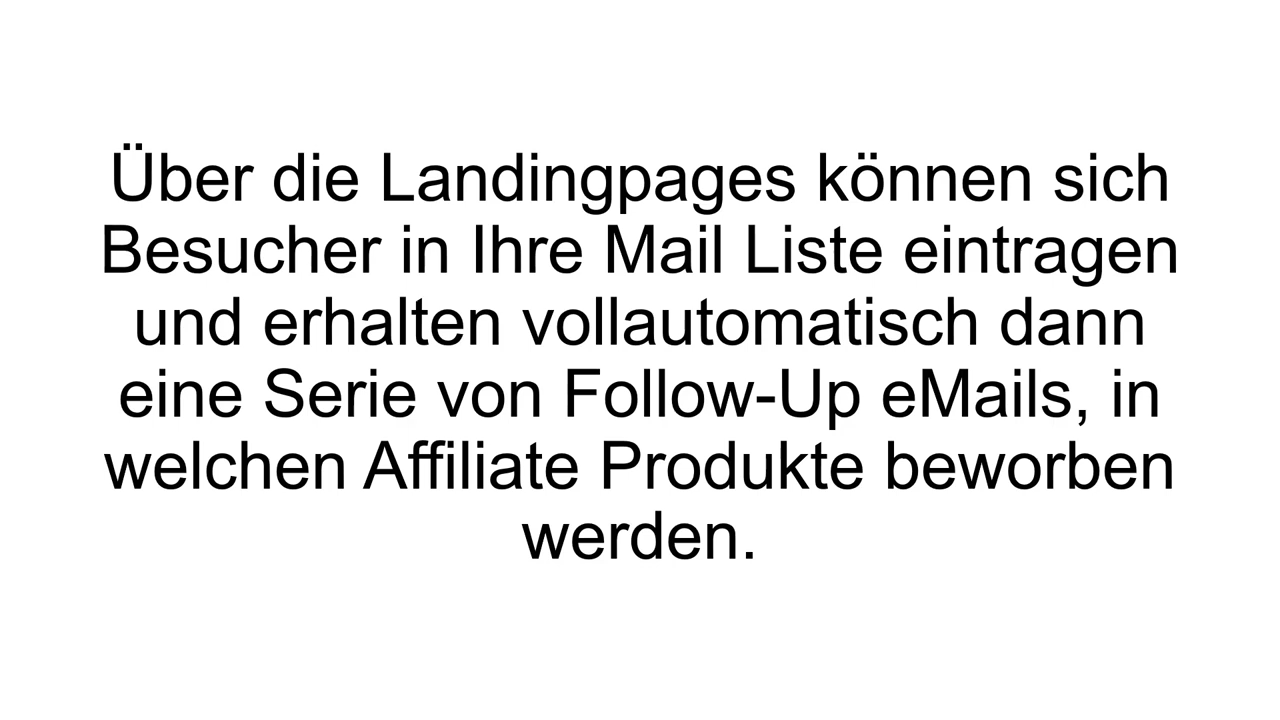 Über die Landingpages können sich
Besucher in Ihre Mail Liste eintragen
und erhalten vollautomatisch dann
eine Serie von Follow-Up eMails, in
welchen Affiliate Produkte beworben
werden.